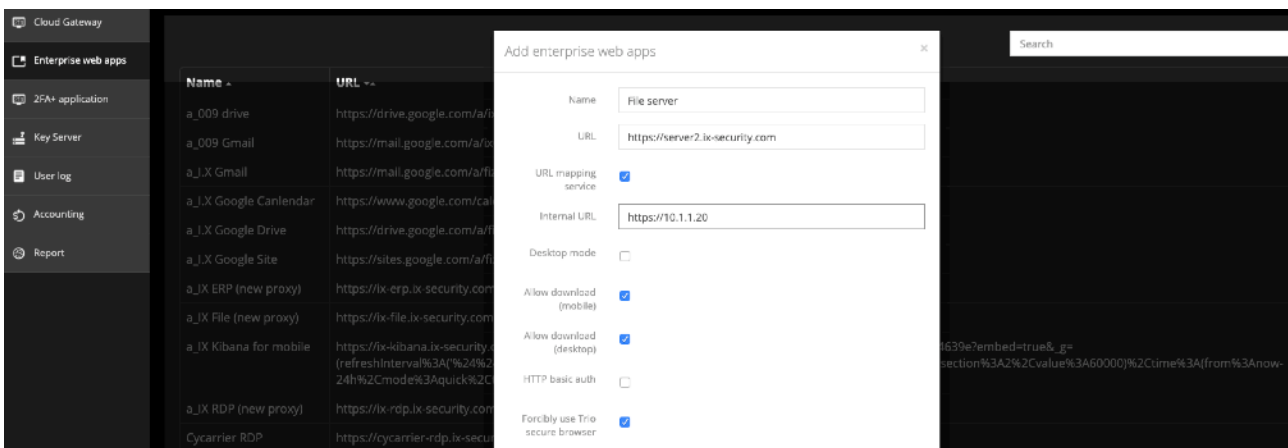 Cloud Gateway
Enterprise web apps
2FA+ application
Key Server
User log
Accounting
Report
Search
Name
URL
a_009 drive
https://drive.google.com/a/i
a_009 Gmail
https://mail.google.com/a/ix
a_I.X Gmail
https://mail.google.com/a/fi
a_I.X Google Canlendar
https://www.google.com/cal
a_I.X Google Drive
https://drive.google.com/a/fi
a_I.X Google Site
https://sites.google.com/a/fi
a_IX ERP (new proxy)
https://ix-erp.ix-security.com
a_IX File (new proxy)
https://ix-file.ix-security.com
a_IX Kibana for mobile
https://ix-kibana.ix-security.
4639e?embed=true&_g=
(refreshInterval%3A('%24%2
section%3A2%2Cvalue%3A60000)%2Ctime%3A(from%3Anow-
24h%2Cmode%3Aquick%2C
a_IX RDP (new proxy)
https://ix-rdp.ix-security.com
Cycarrier RDP
https://cycarrier-rdp.ix-secur
Add enterprise web apps
×
Name
File server
URL
https://server2.ix-security.com
URL mapping
service
Internal URL
https://10.1.1.20
Desktop mode
Allow download
(mobile)
Allow download
(desktop)
HTTP basic auth
Forcibly use Trio
secure browser